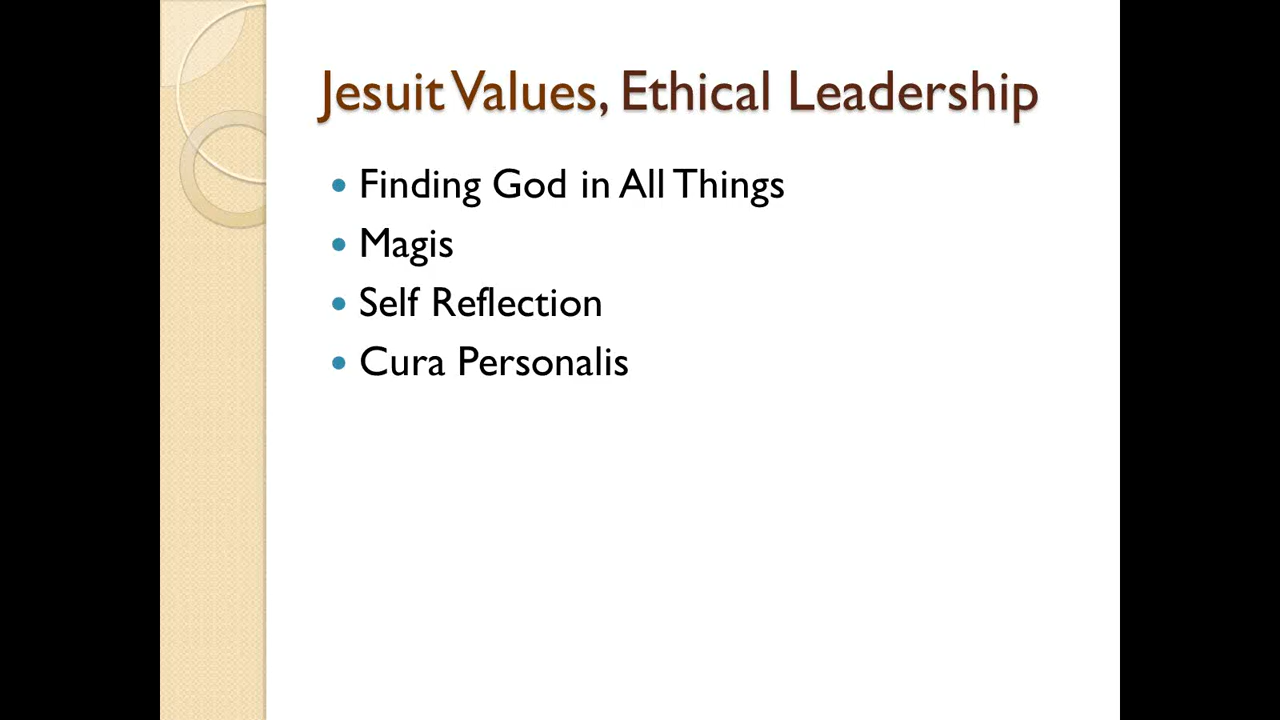 Jesuit Values, Ethical Leadership
• Finding God in All Things
• Magis
• Self Reflection
• Cura Personalis